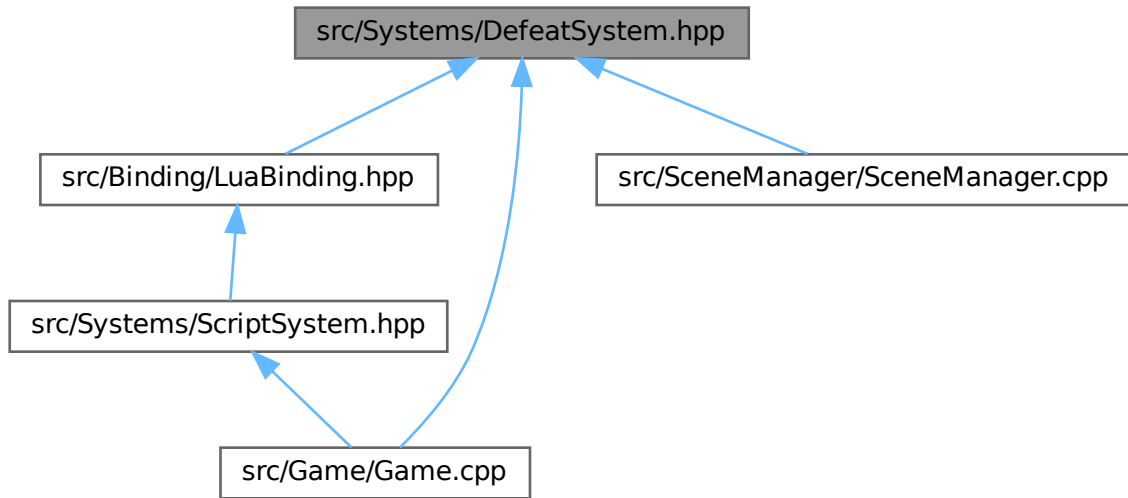 src/Systems/DefeatSystem.hpp
src/Binding/LuaBinding.hpp
src/SceneManager/SceneManager.cpp
src/Systems/ScriptSystem.hpp
src/Game/Game.cpp